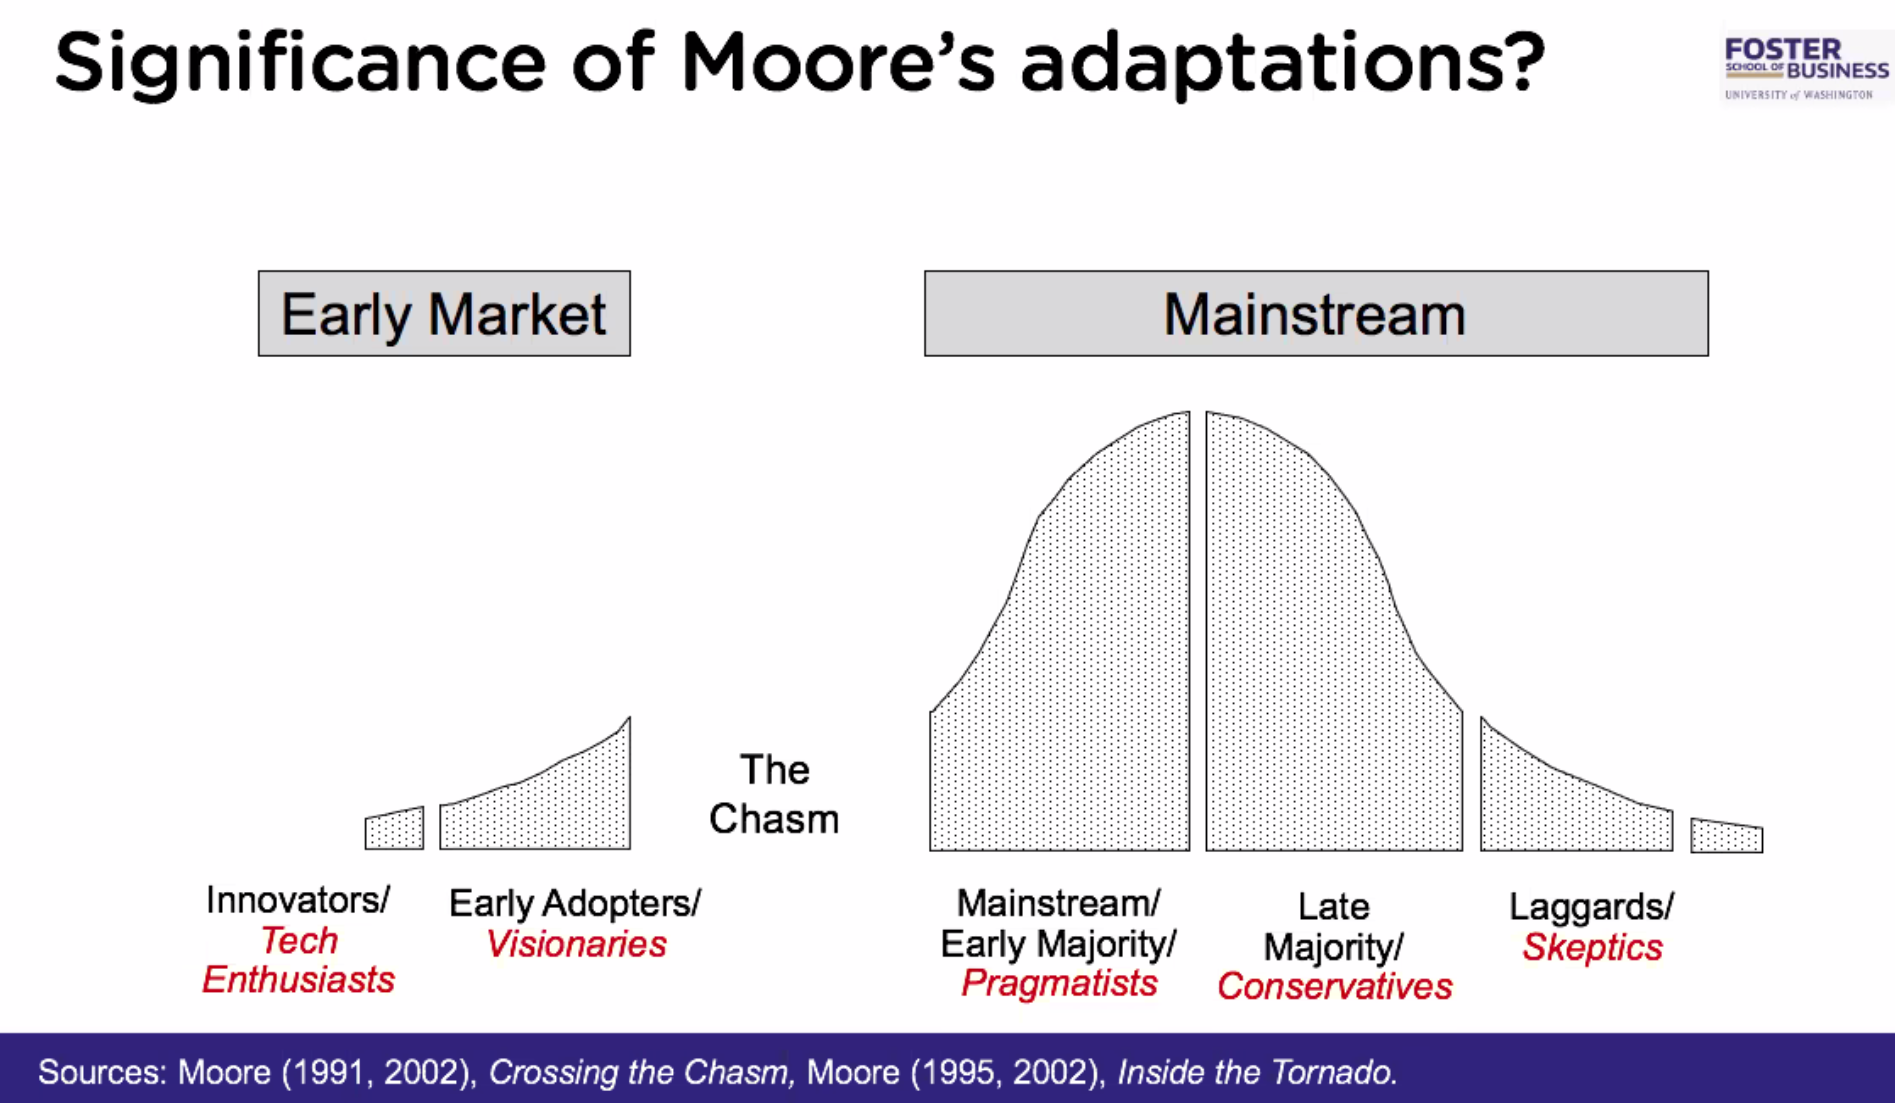 Significance of Moore's adaptations?
FOSTER
SCHOOL OF BUSINESS
UNIVERSITY of WASHINGTON
Early Market
Mainstream
The
Chasm
Innovators/
Tech
Enthusiasts
Early Adopters/
Visionaries
Mainstream/
Early Majority/
Pragmatists
Late
Majority/
Conservatives
Laggards/
Skeptics
Sources: Moore (1991, 2002), Crossing the Chasm, Moore (1995, 2002), Inside the Tornado.